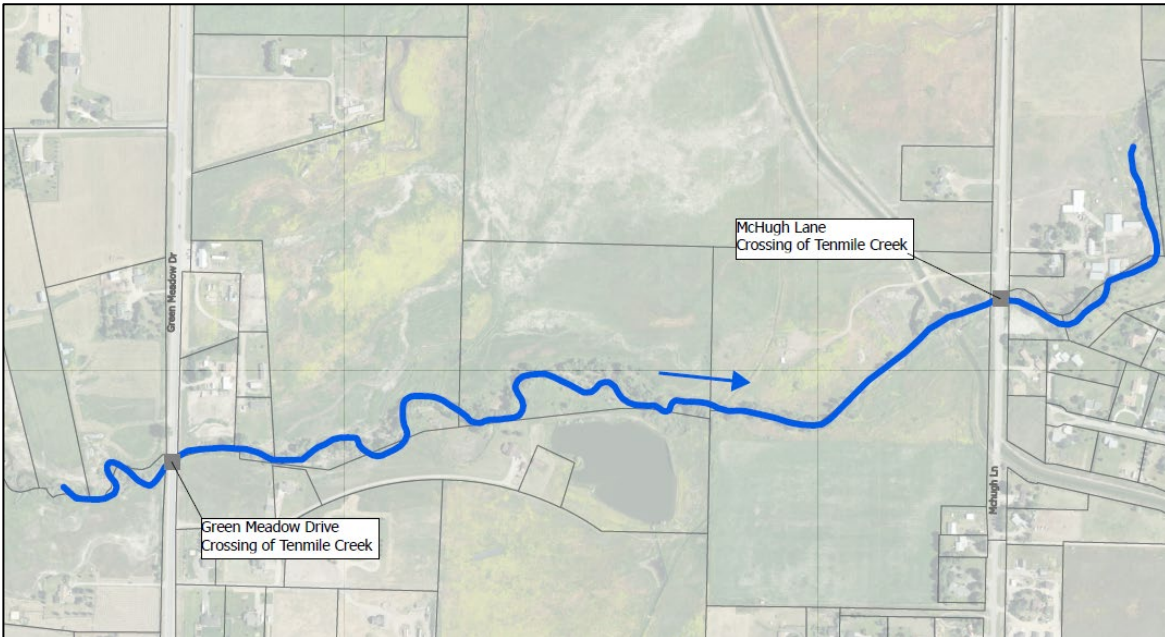 McHugh Lane
Crossing of Tenmile Creek
Green Meadow Dr
Mchugh Ln
Green Meadow Drive
Crossing of Tenmile Creek